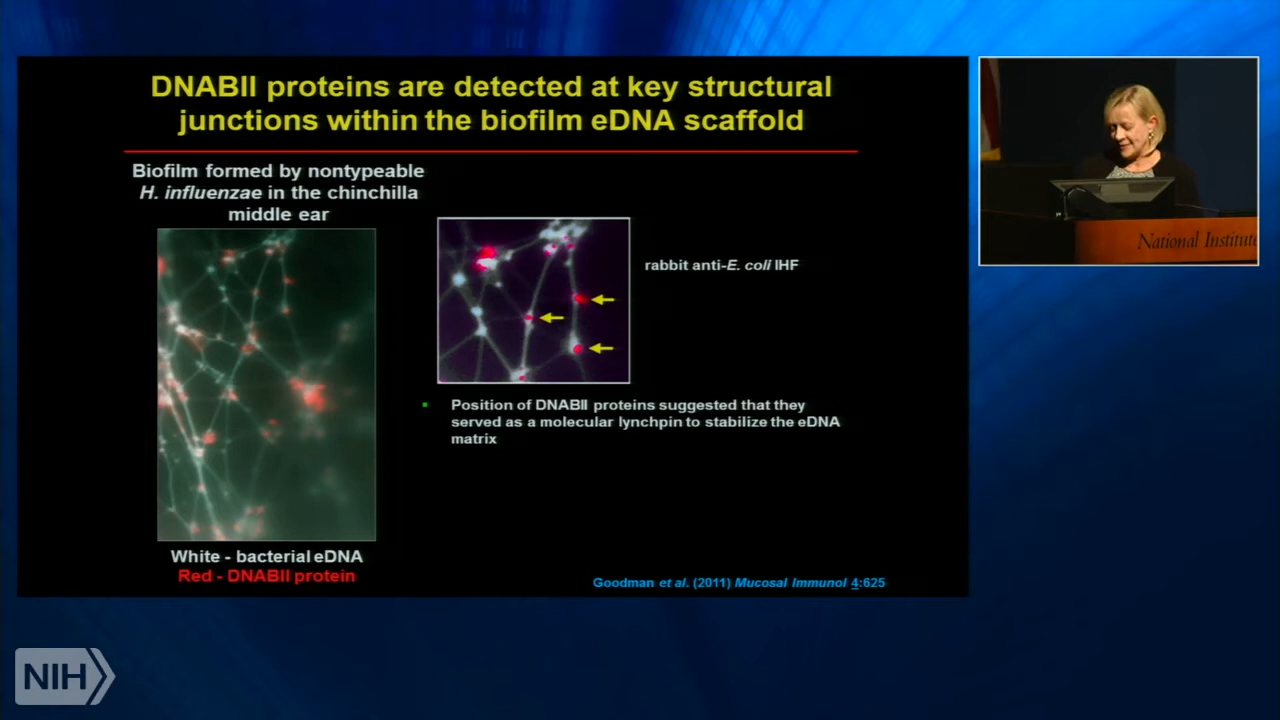 DNABII proteins are detected at key structural
junctions within the biofilm eDNA scaffold
Biofilm formed by nontypeable
H. influenzae in the chinchilla
middle ear
rabbit anti-E. coli IHF
Position of DNABII proteins suggested that they
served as a molecular lynchpin to stabilize the eDNA
matrix
White - bacterial eDNA
Red - DNABII protein
Goodman et al. (2011) Mucosal Immunol 4:625
National Institute
NIH